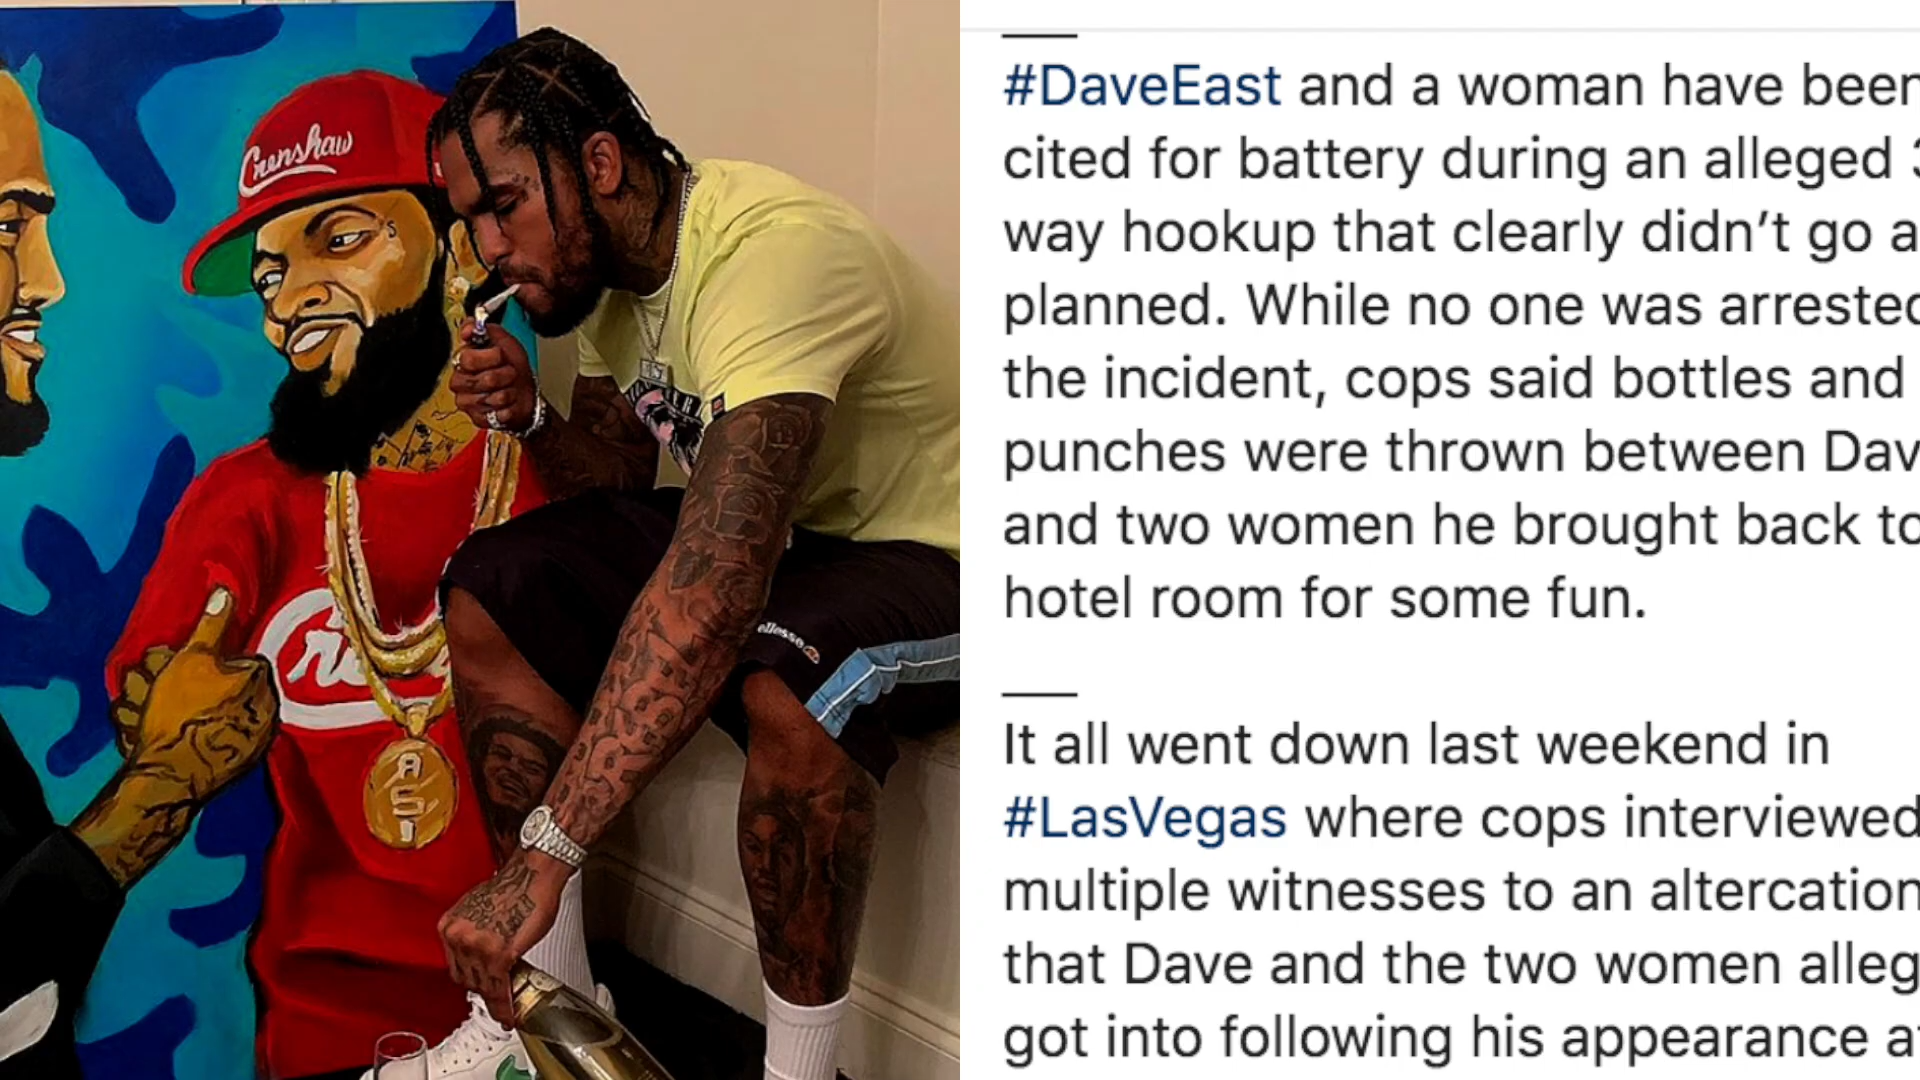 Crenshaw
ellesse
A
S
I
#DaveEast and a woman have been
cited for battery during an alleged
way hookup that clearly didn’t go a
planned. While no one was arrested
the incident, cops said bottles and
punches were thrown between Dav
and two women he brought back to
hotel room for some fun.
It all went down last weekend in
#LasVegas where cops interviewed
multiple witnesses to an altercation
that Dave and the two women alleg
got into following his appearance at